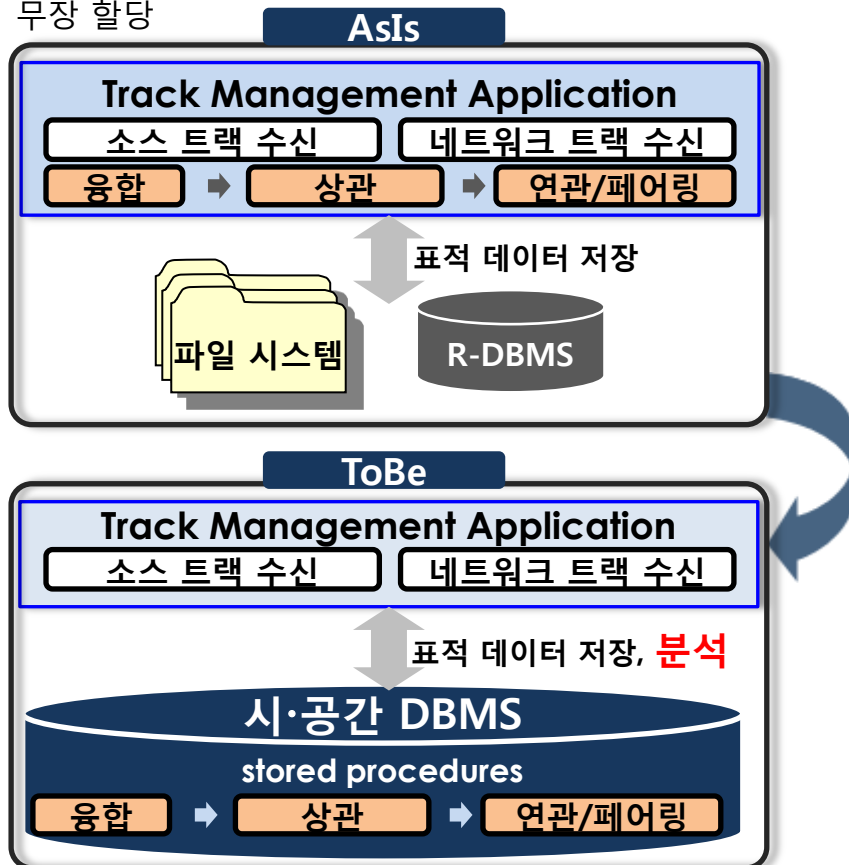 무장 할당
AsIs
Track Management Application
소스 트랙 수신 네트워크 트랙 수신
융합 상관 연관/페어링
표적 데이터 저장
파일 시스템 R-DBMS
ToBe
Track Management Application
소스 트랙 수신 네트워크 트랙 수신
표적 데이터 저장, 분석
시·공간 DBMS
stored procedures
융합 상관 연관/페어링